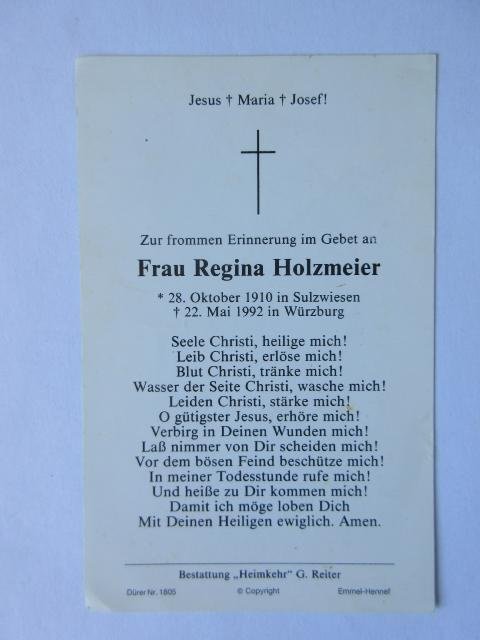 Jesus † Maria † Josef!
Zur frommen Erinnerung im Gebet an
Frau Regina Holzmeier
* 28. Oktober 1910 in Sulzwiesen
† 22. Mai 1992 in Würzburg
Seele Christi, heilige mich!
Leib Christi, erlöse mich!
Blut Christi, tränke mich!
Wasser der Seite Christi, wasche mich!
Leiden Christi, stärke mich!
O gütigster Jesus, erhöre mich!
Verbirg in Deinen Wunden mich!
Laß nimmer von Dir scheiden mich!
Vor dem bösen Feind beschütze mich!
In meiner Todesstunde rufe mich!
Und heiße zu Dir kommen mich!
Damit ich möge loben Dich
Mit Deinen Heiligen ewiglich. Amen.
Bestattung „Heimkehr" G. Reiter
Dürer Nr. 1805 © Copyright Emmel-Hennef